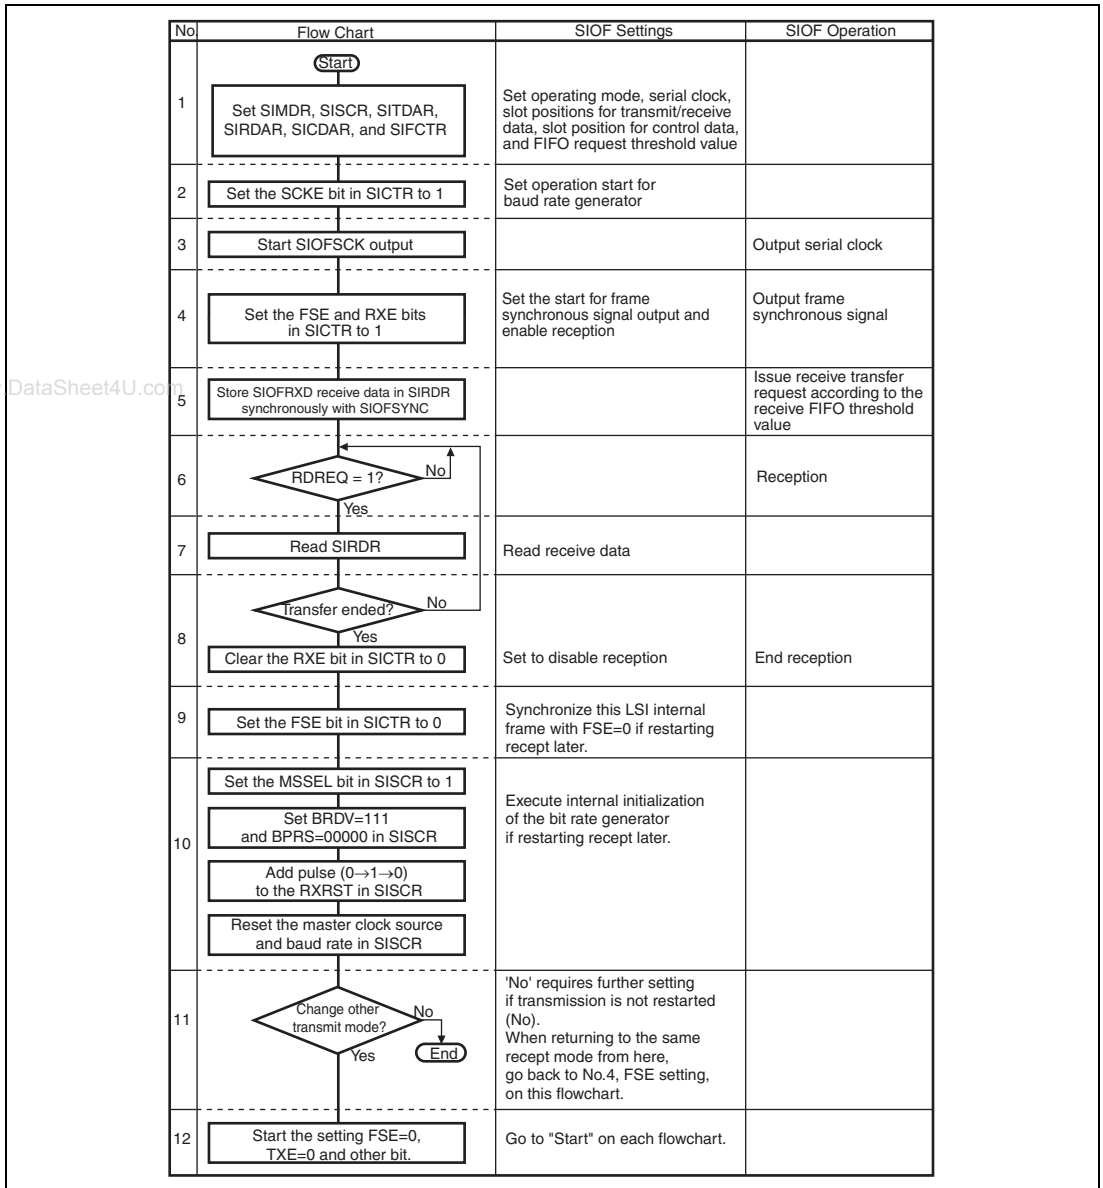 No. Flow Chart SIOF Settings SIOF Operation
Start
1
Set SIMDR, SISCR, SITDAR,
SIRDAR, SICDAR, and SIFCTR
Set operating mode, serial clock,
slot positions for transmit/receive
data, slot position for control data,
and FIFO request threshold value
2
Set the SCKE bit in SICTR to 1
Set operation start for
baud rate generator
3
Start SIOFSCK output
Output serial clock
4
Set the FSE and RXE bits
in SICTR to 1
Set the start for frame
synchronous signal output and
enable reception
Output frame
synchronous signal
.DataSheet4U.com
5
Store SIOFRXD receive data in SIRDR
synchronously with SIOFSYNC
Issue receive transfer
request according to the
receive FIFO threshold
value
6
RDREQ = 1?
No
Yes
Reception
7
Read SIRDR
Read receive data
8
Transfer ended?
No
Yes
Clear the RXE bit in SICTR to 0
Set to disable reception
End reception
9
Set the FSE bit in SICTR to 0
Synchronize this LSI internal
frame with FSE=0 if restarting
recept later.
10
Set the MSSEL bit in SISCR to 1
Set BRDV=111
and BPRS=00000 in SISCR
Add pulse (0→1→0)
to the RXRST in SISCR
Reset the master clock source
and baud rate in SISCR
Execute internal initialization
of the bit rate generator
if restarting recept later.
11
Change other
transmit mode?
No
End
Yes
'No' requires further setting
if transmission is not restarted
(No).
When returning to the same
recept mode from here,
go back to No.4, FSE setting,
on this flowchart.
12
Start the setting FSE=0,
TXE=0 and other bit.
Go to "Start" on each flowchart.